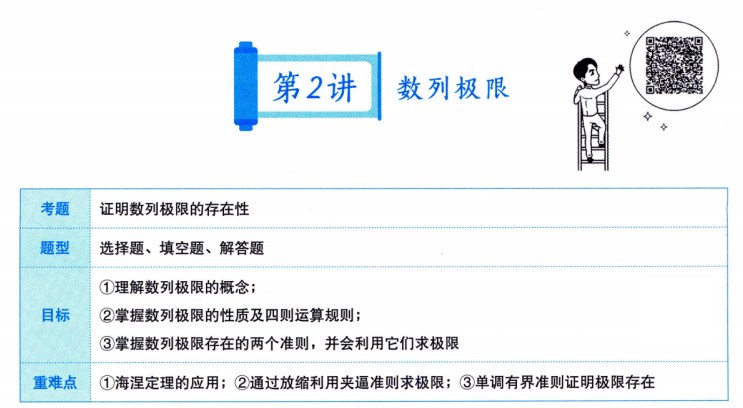 第2讲
数列极限
考题 证明数列极限的存在性
题型 选择题、填空题、解答题
目标 ①理解数列极限的概念；
②掌握数列极限的性质及四则运算规则；
③掌握数列极限存在的两个准则，并会利用它们求极限
重难点 ①海涅定理的应用；②通过放缩利用夹逼准则求极限；③单调有界准则证明极限存在